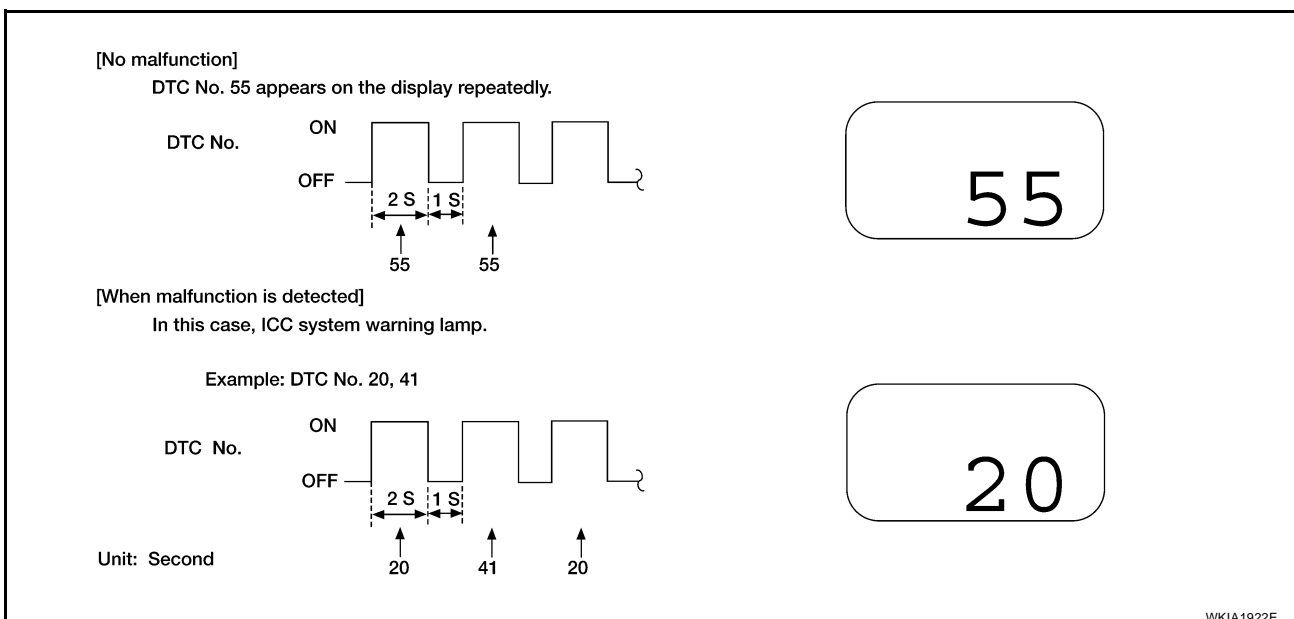 [No malfunction]
DTC No. 55 appears on the display repeatedly.
DTC No.
ON
OFF
2 S
1 S
55
55
55
[When malfunction is detected]
In this case, ICC system warning lamp.
Example: DTC No. 20, 41
DTC No.
ON
OFF
2 S
1 S
20
41
20
20
Unit: Second
WKIA1922E